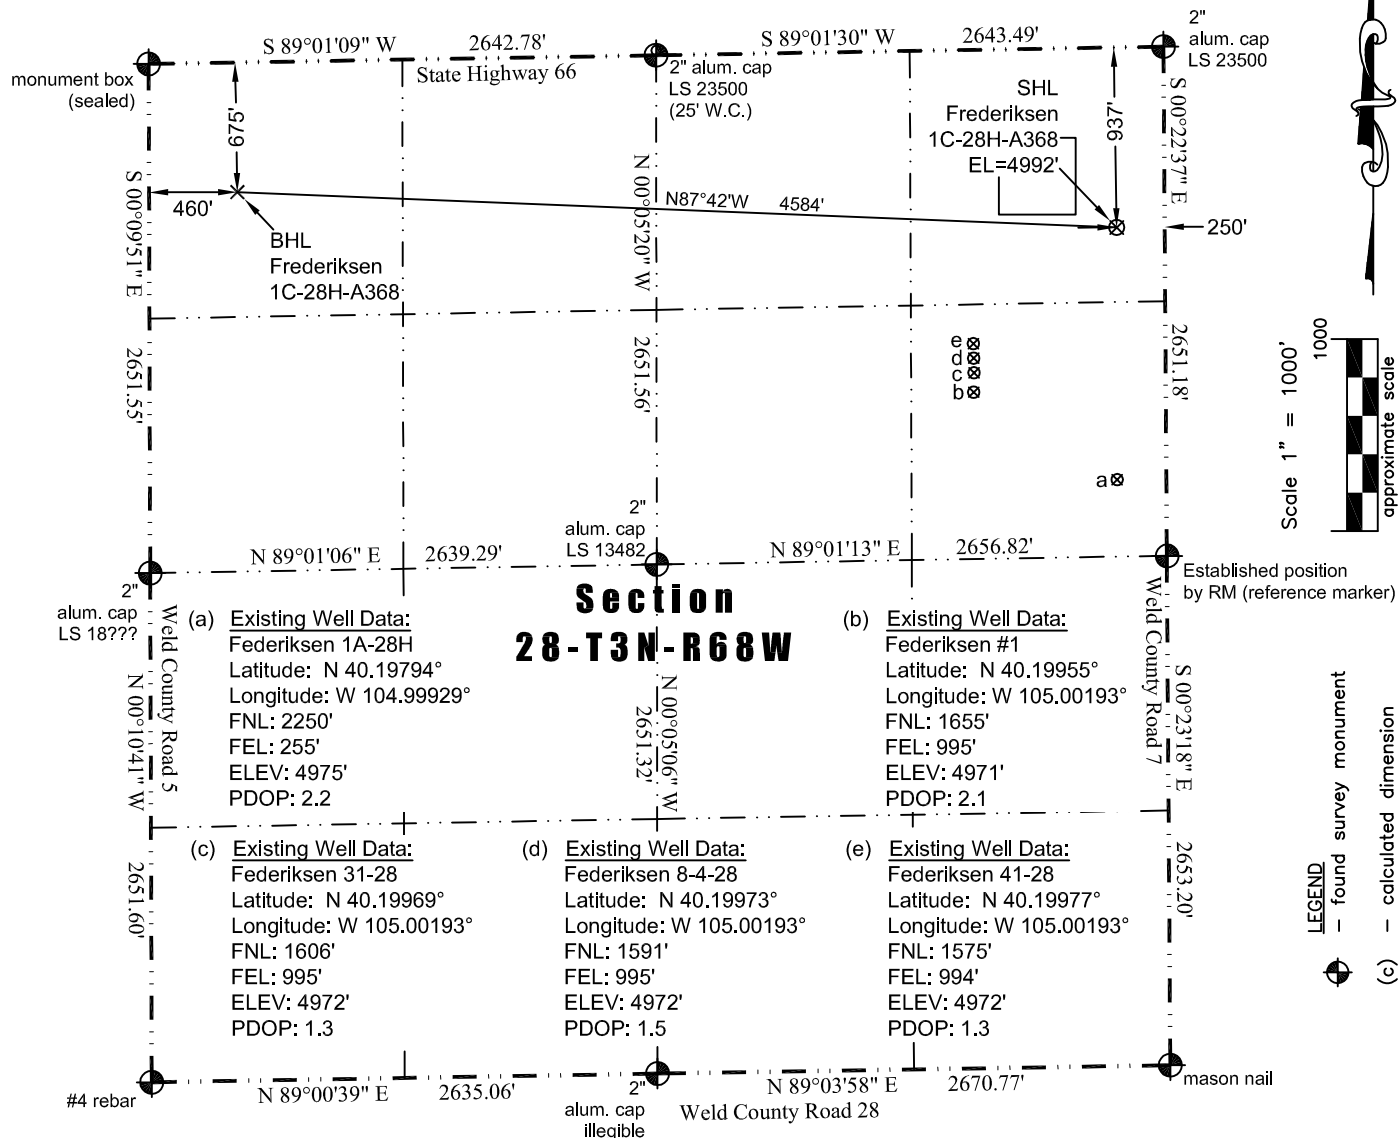 S 89°01'09" W 2642.78'
State Highway 66
S 89°01'30" W 2643.49'
2"
alum. cap
LS 23500
monument box
(sealed)
2" alum. cap
LS 23500
(25' W.C.)
675'
460'
BHL
Frederiksen
1C-28H-A368
N87°42'W 4584'
SHL
Frederiksen
1C-28H-A368
EL=4992'
937'
250'
S 00°09'51" E
2651.55'
N 00°05'20" W
2651.56'
S 00°22'37" E
2651.18'
e
d
c
b
a
Scale 1" = 1000'
1000
approximate scale
N 89°01'06" E 2639.29'
2"
alum. cap
LS 13482
N 89°01'13" E 2656.82'
Established position
by RM (reference marker)
2"
alum. cap
LS 18???
Weld County Road 5
N 00°10'41" W
2651.60'
Section
28-T3N-R68W
N 00°05'06" W
2651.32'
Weld County Road 7
S 00°23'18" E
2653.20'
(a) Existing Well Data:
Federiksen 1A-28H
Latitude: N 40.19794°
Longitude: W 104.99929°
FNL: 2250'
FEL: 255'
ELEV: 4975'
PDOP: 2.2
(b) Existing Well Data:
Federiksen #1
Latitude: N 40.19955°
Longitude: W 105.00193°
FNL: 1655'
FEL: 995'
ELEV: 4971'
PDOP: 2.1
(c) Existing Well Data:
Federiksen 31-28
Latitude: N 40.19969°
Longitude: W 105.00193°
FNL: 1606'
FEL: 995'
ELEV: 4972'
PDOP: 1.3
(d) Existing Well Data:
Federiksen 8-4-28
Latitude: N 40.19973°
Longitude: W 105.00193°
FNL: 1591'
FEL: 995'
ELEV: 4972'
PDOP: 1.5
(e) Existing Well Data:
Federiksen 41-28
Latitude: N 40.19977°
Longitude: W 105.00193°
FNL: 1575'
FEL: 994'
ELEV: 4972'
PDOP: 1.3
LEGEND
– found survey monument
(c) – calculated dimension
#4 rebar
N 89°00'39" E 2635.06'
2"
alum. cap
illegible
N 89°03'58" E 2670.77'
Weld County Road 28
mason nail